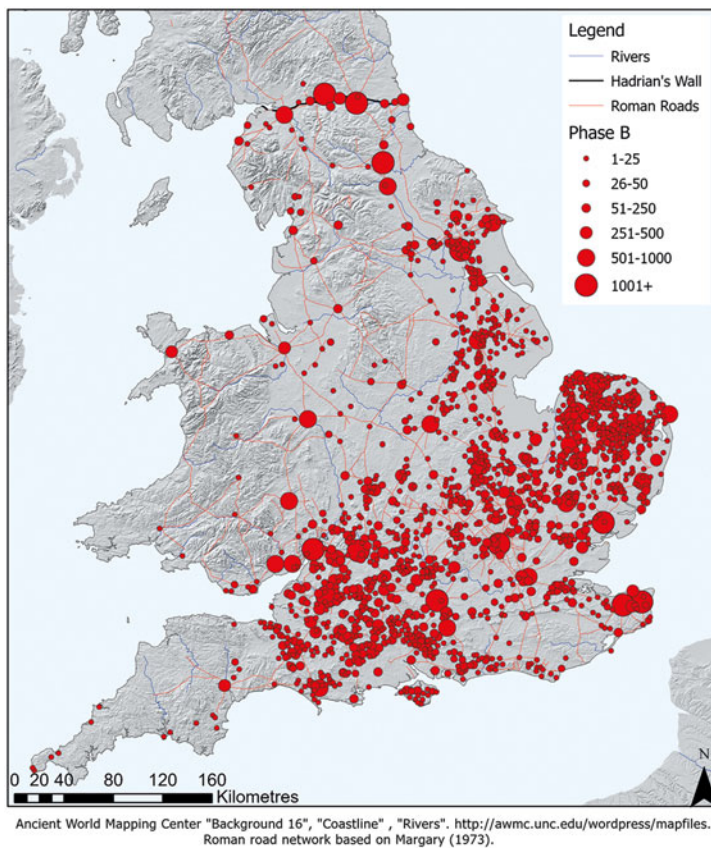 Legend
Rivers
Hadrian's Wall
Roman Roads
Phase B
1-25
26-50
51-250
251-500
501-1000
1001+
N
0 20 40 80 120 160
Kilometres
Ancient World Mapping Center "Background 16", "Coastline" , "Rivers". http://awmc.unc.edu/wordpress/mapfiles.
Roman road network based on Margary (1973).